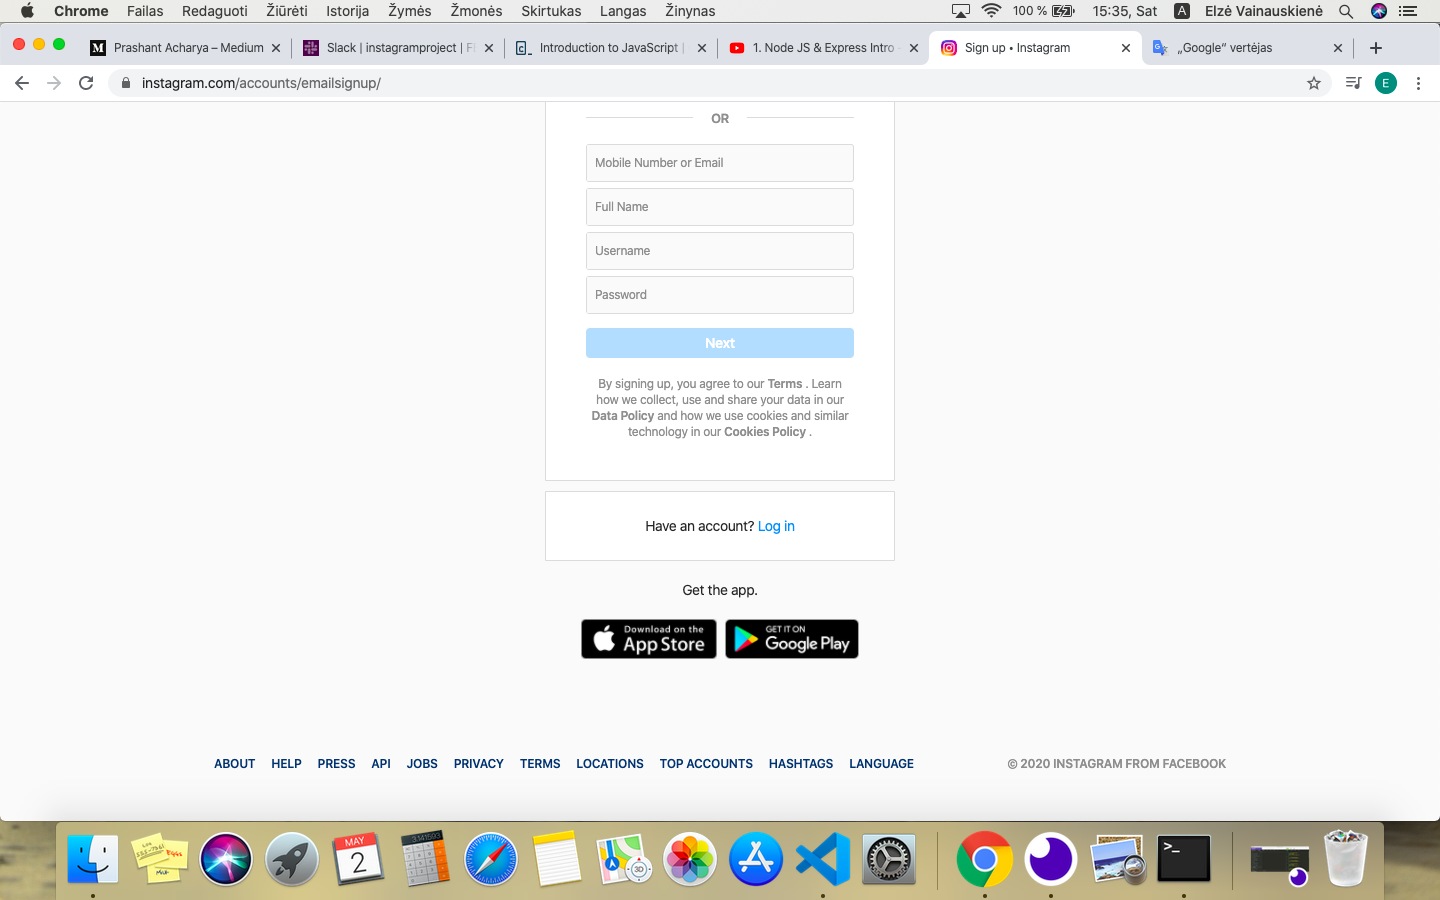 Chrome Failas Redaguoti Žiūrėti Istorija Žymės Žmonės Skirtukas Langas Žinynas 100 % 15:35, Sat A Elzė Vainauskienė
Prashant Acharya – Medium Slack | instagramproject | Introduction to JavaScript | 1. Node JS & Express Intro Sign up • Instagram „Google“ vertėjas
instagram.com/accounts/emailsignup/ E
OR
Mobile Number or Email
Full Name
Username
Password
Next
By signing up, you agree to our Terms . Learn
how we collect, use and share your data in our
Data Policy and how we use cookies and similar
technology in our Cookies Policy .
Have an account? Log in
Get the app.
Download on the App Store GET IT ON Google Play
ABOUT HELP PRESS API JOBS PRIVACY TERMS LOCATIONS TOP ACCOUNTS HASHTAGS LANGUAGE © 2020 INSTAGRAM FROM FACEBOOK
MAY
2
3D
>_